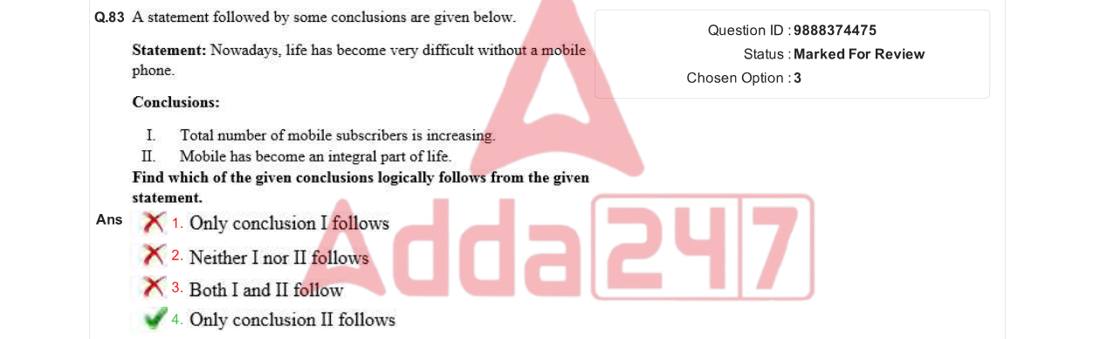 Q.83 A statement followed by some conclusions are given below.
Statement: Nowadays, life has become very difficult without a mobile
phone.
Conclusions:
I. Total number of mobile subscribers is increasing.
II. Mobile has become an integral part of life.
Find which of the given conclusions logically follows from the given
statement.
Ans 1. Only conclusion I follows
2. Neither I nor II follows
3. Both I and II follow
4. Only conclusion II follows
Question ID : 9888374475
Status : Marked For Review
Chosen Option : 3
Adda247